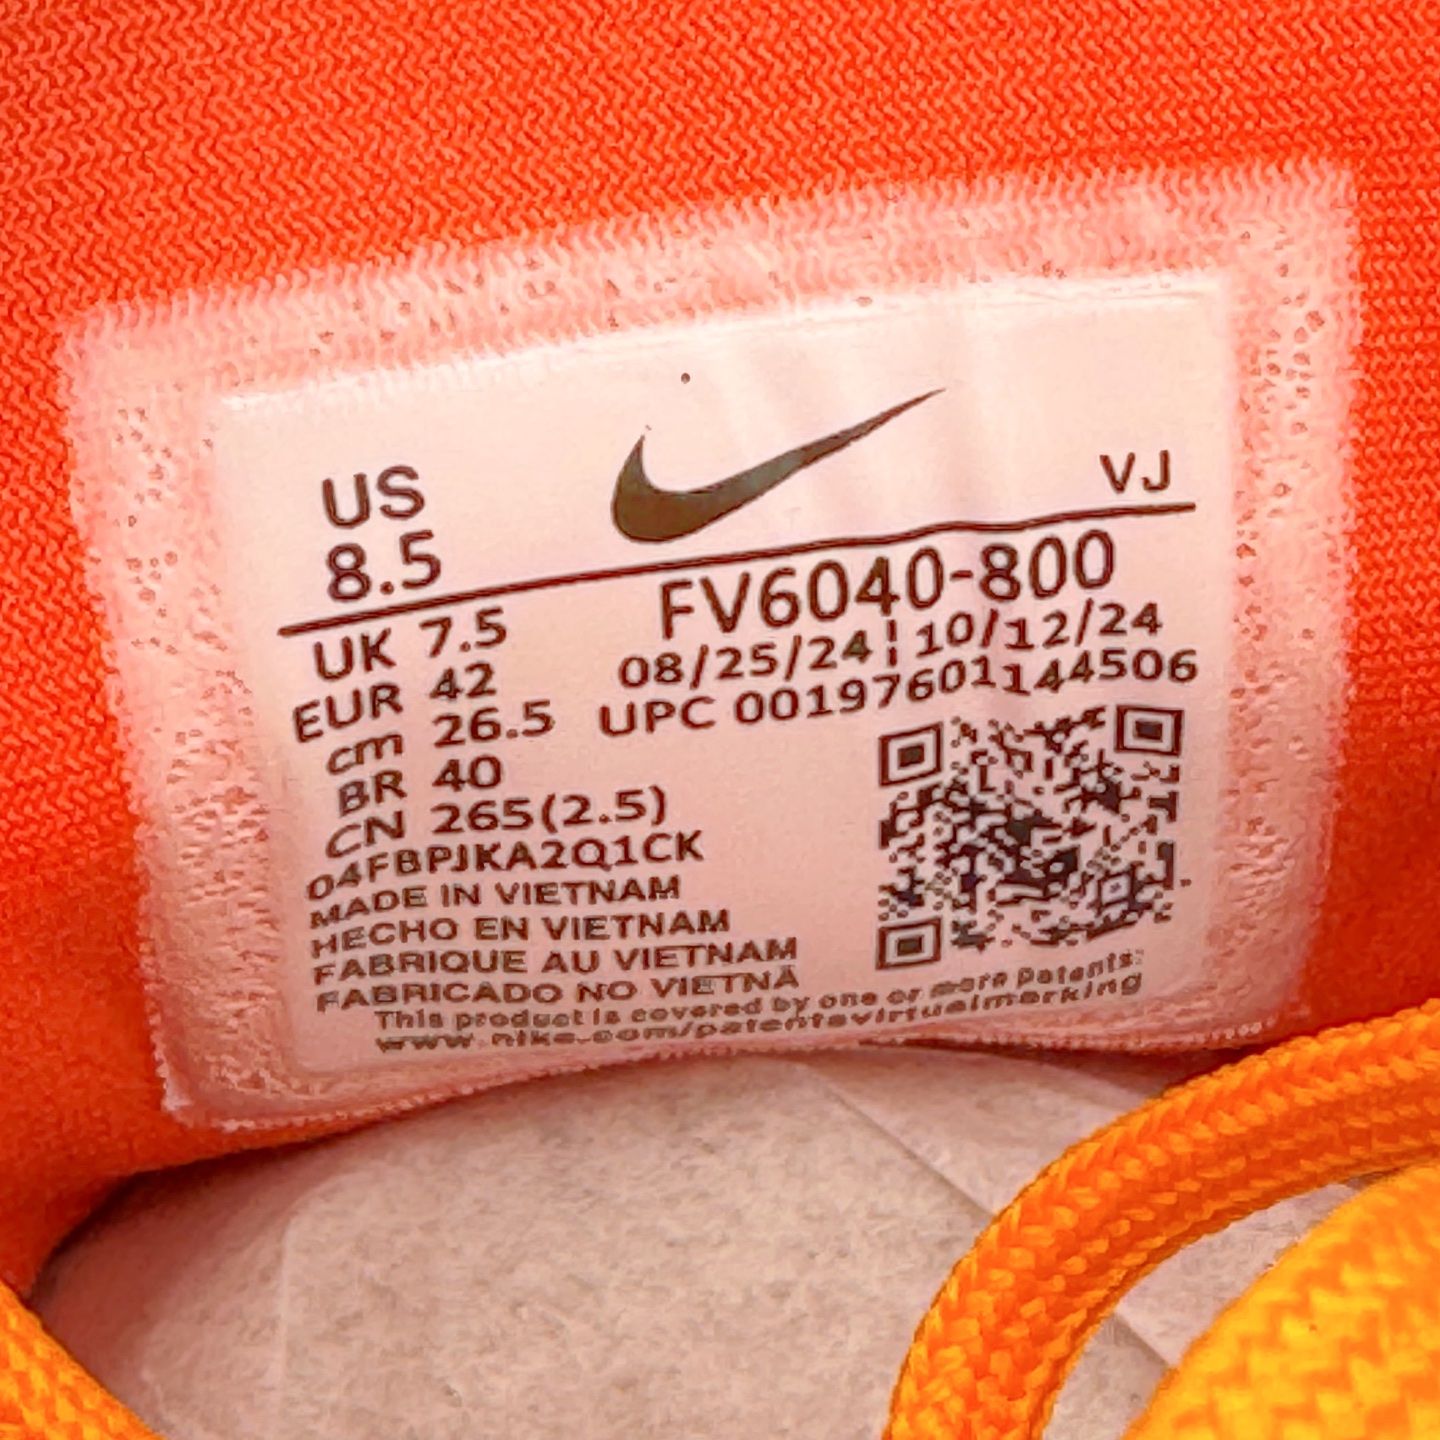 US
8.5
VJ
UK 7.5
EUR 42
cm 26.5
BR 40
CN 265(2.5)
FV6040-800
08/25/24 ¦ 10/12/24
UPC 00197601144506
04FBPJKA2Q1CK
MADE IN VIETNAM
HECHO EN VIETNAM
FABRIQUE AU VIETNAM
FABRICADO NO VIETNÃ
This product is covered by one or more patents:
www.nike.com/patentsvirtualmarking